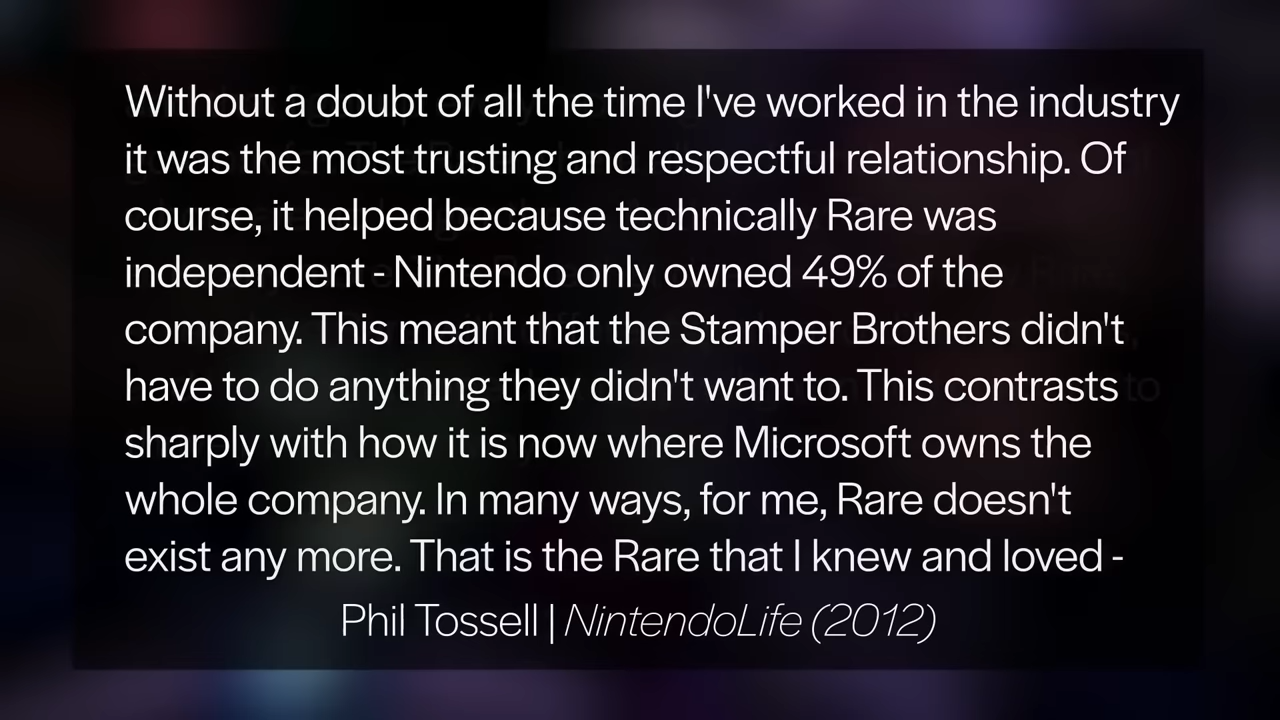 Without a doubt of all the time I've worked in the industry
it was the most trusting and respectful relationship. Of
course, it helped because technically Rare was
independent - Nintendo only owned 49% of the
company. This meant that the Stamper Brothers didn't
have to do anything they didn't want to. This contrasts
sharply with how it is now where Microsoft owns the
whole company. In many ways, for me, Rare doesn't
exist any more. That is the Rare that I knew and loved -
Phil Tossell | NintendoLife (2012)